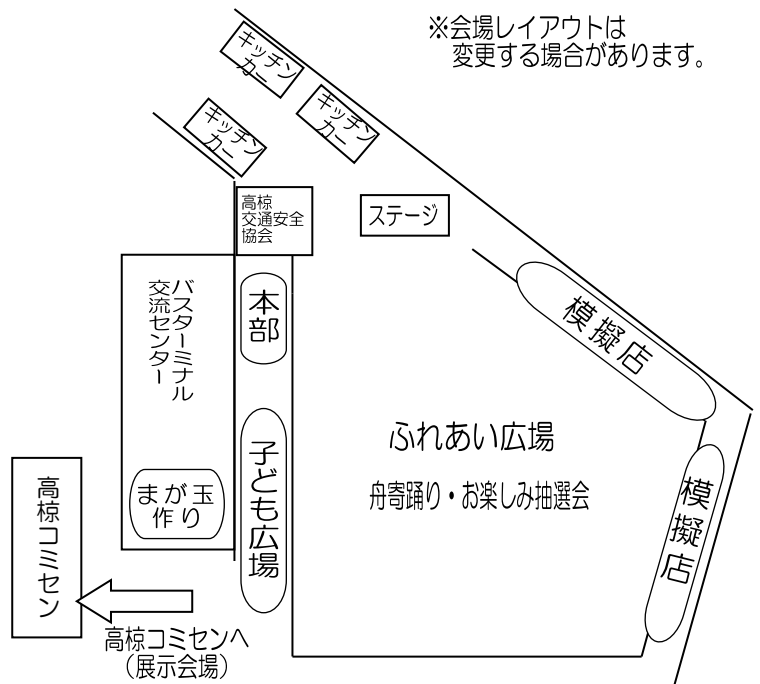 ※会場レイアウトは
変更する場合があります。
キッチン
カー
キッチン
カー
キッチン
カー
高椋
交通安全
協会
ステージ
バスターミナル
交流センター
本部
模擬店
ふれあい広場
舟寄踊り・お楽しみ抽選会
子ども広場
まが玉
作り
模擬店
高椋コミセン
高椋コミセンへ
（展示会場）